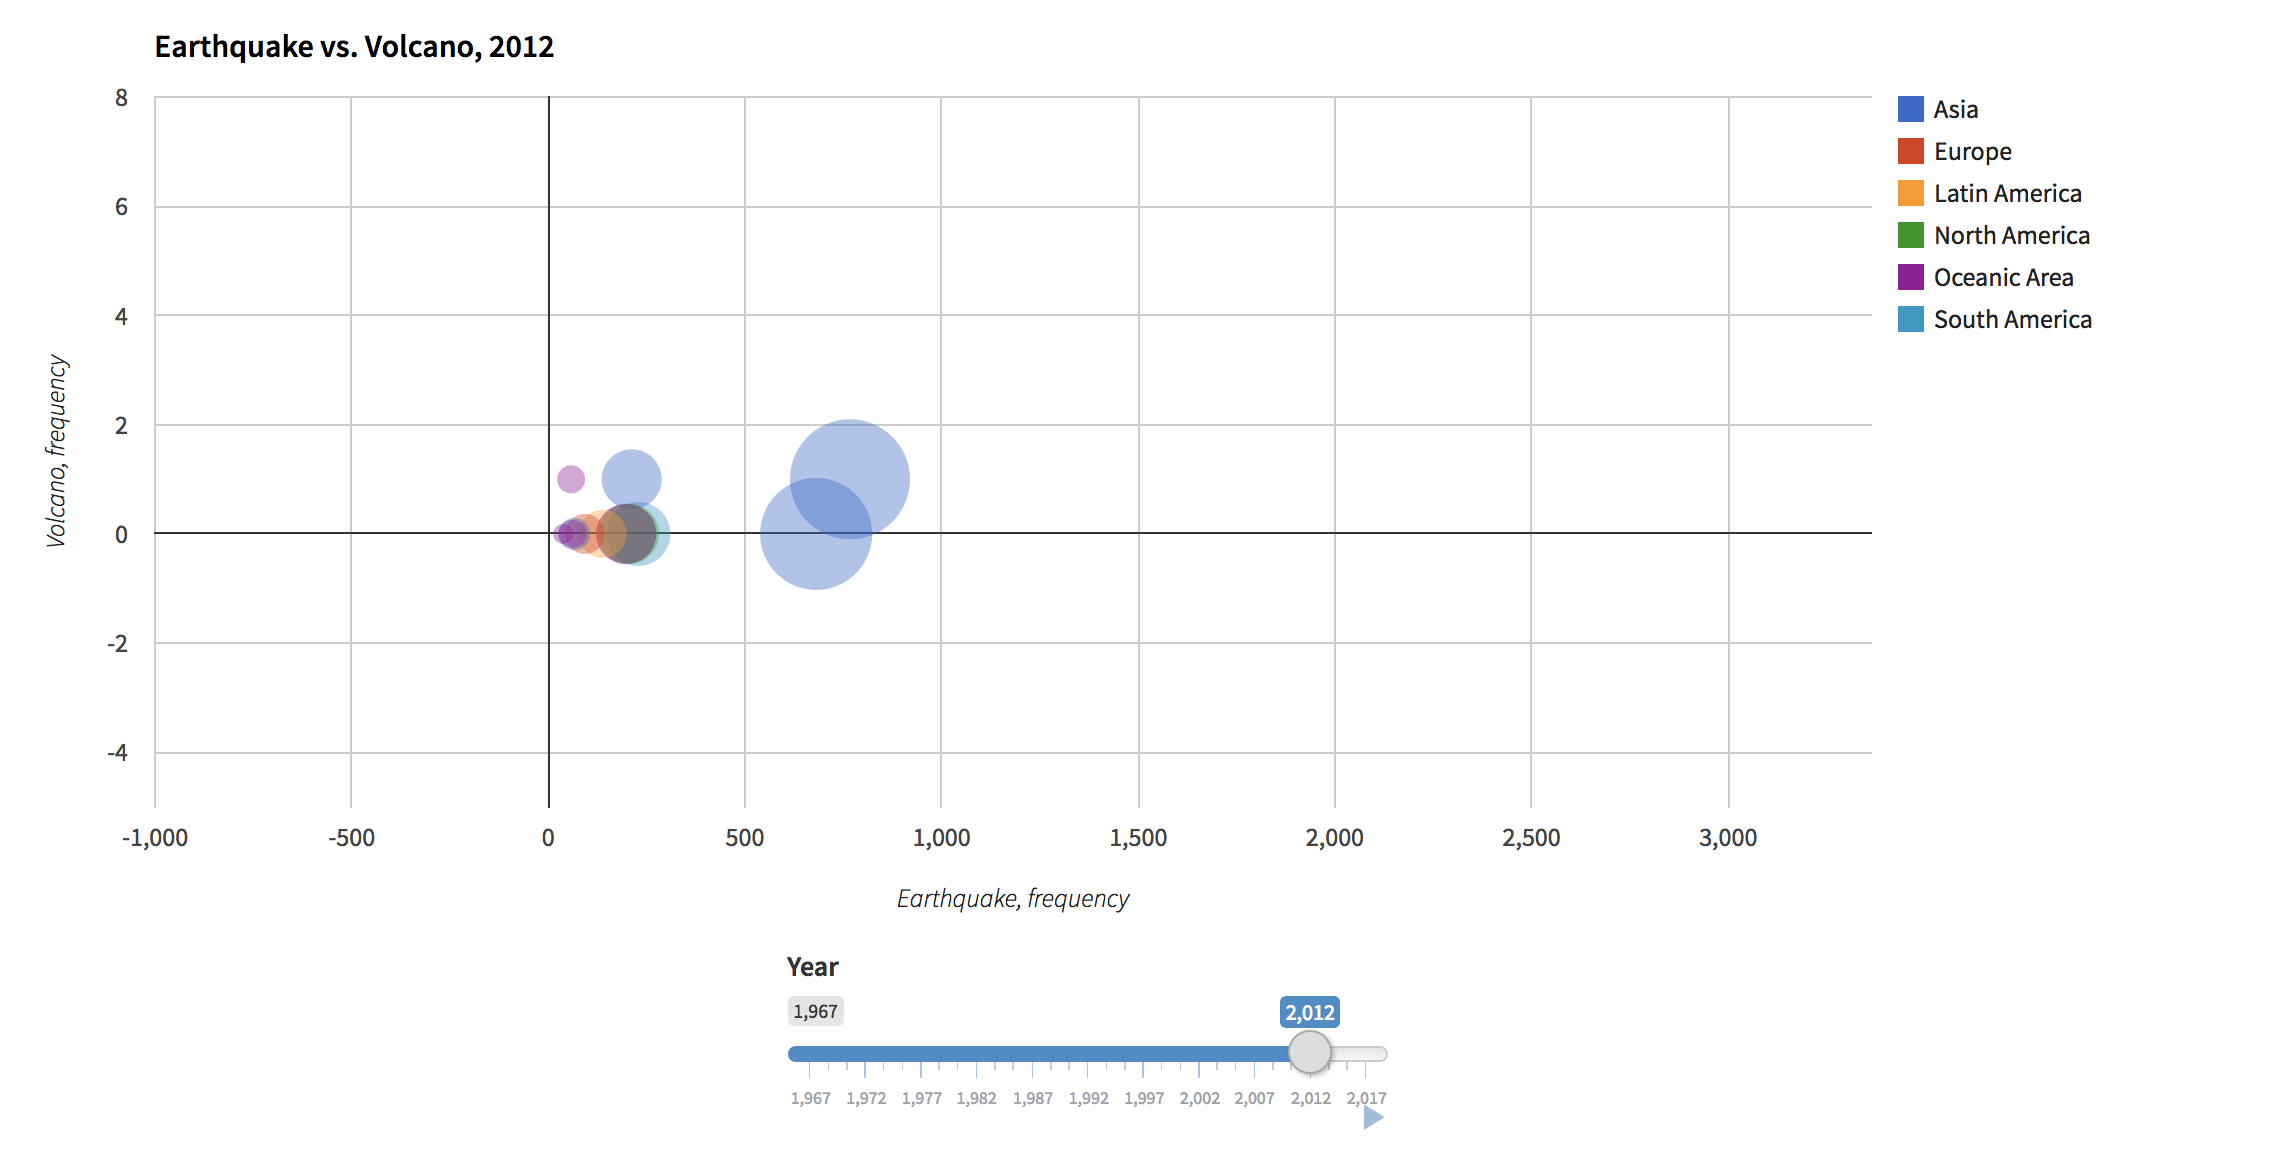 Earthquake vs. Volcano, 2012
8
6
4
2
0
-2
-4
Volcano, frequency
-1,000 -500 0 500 1,000 1,500 2,000 2,500 3,000
Earthquake, frequency
Asia
Europe
Latin America
North America
Oceanic Area
South America
Year
1,967 2,012
1,967 1,972 1,977 1,982 1,987 1,992 1,997 2,002 2,007 2,012 2,017